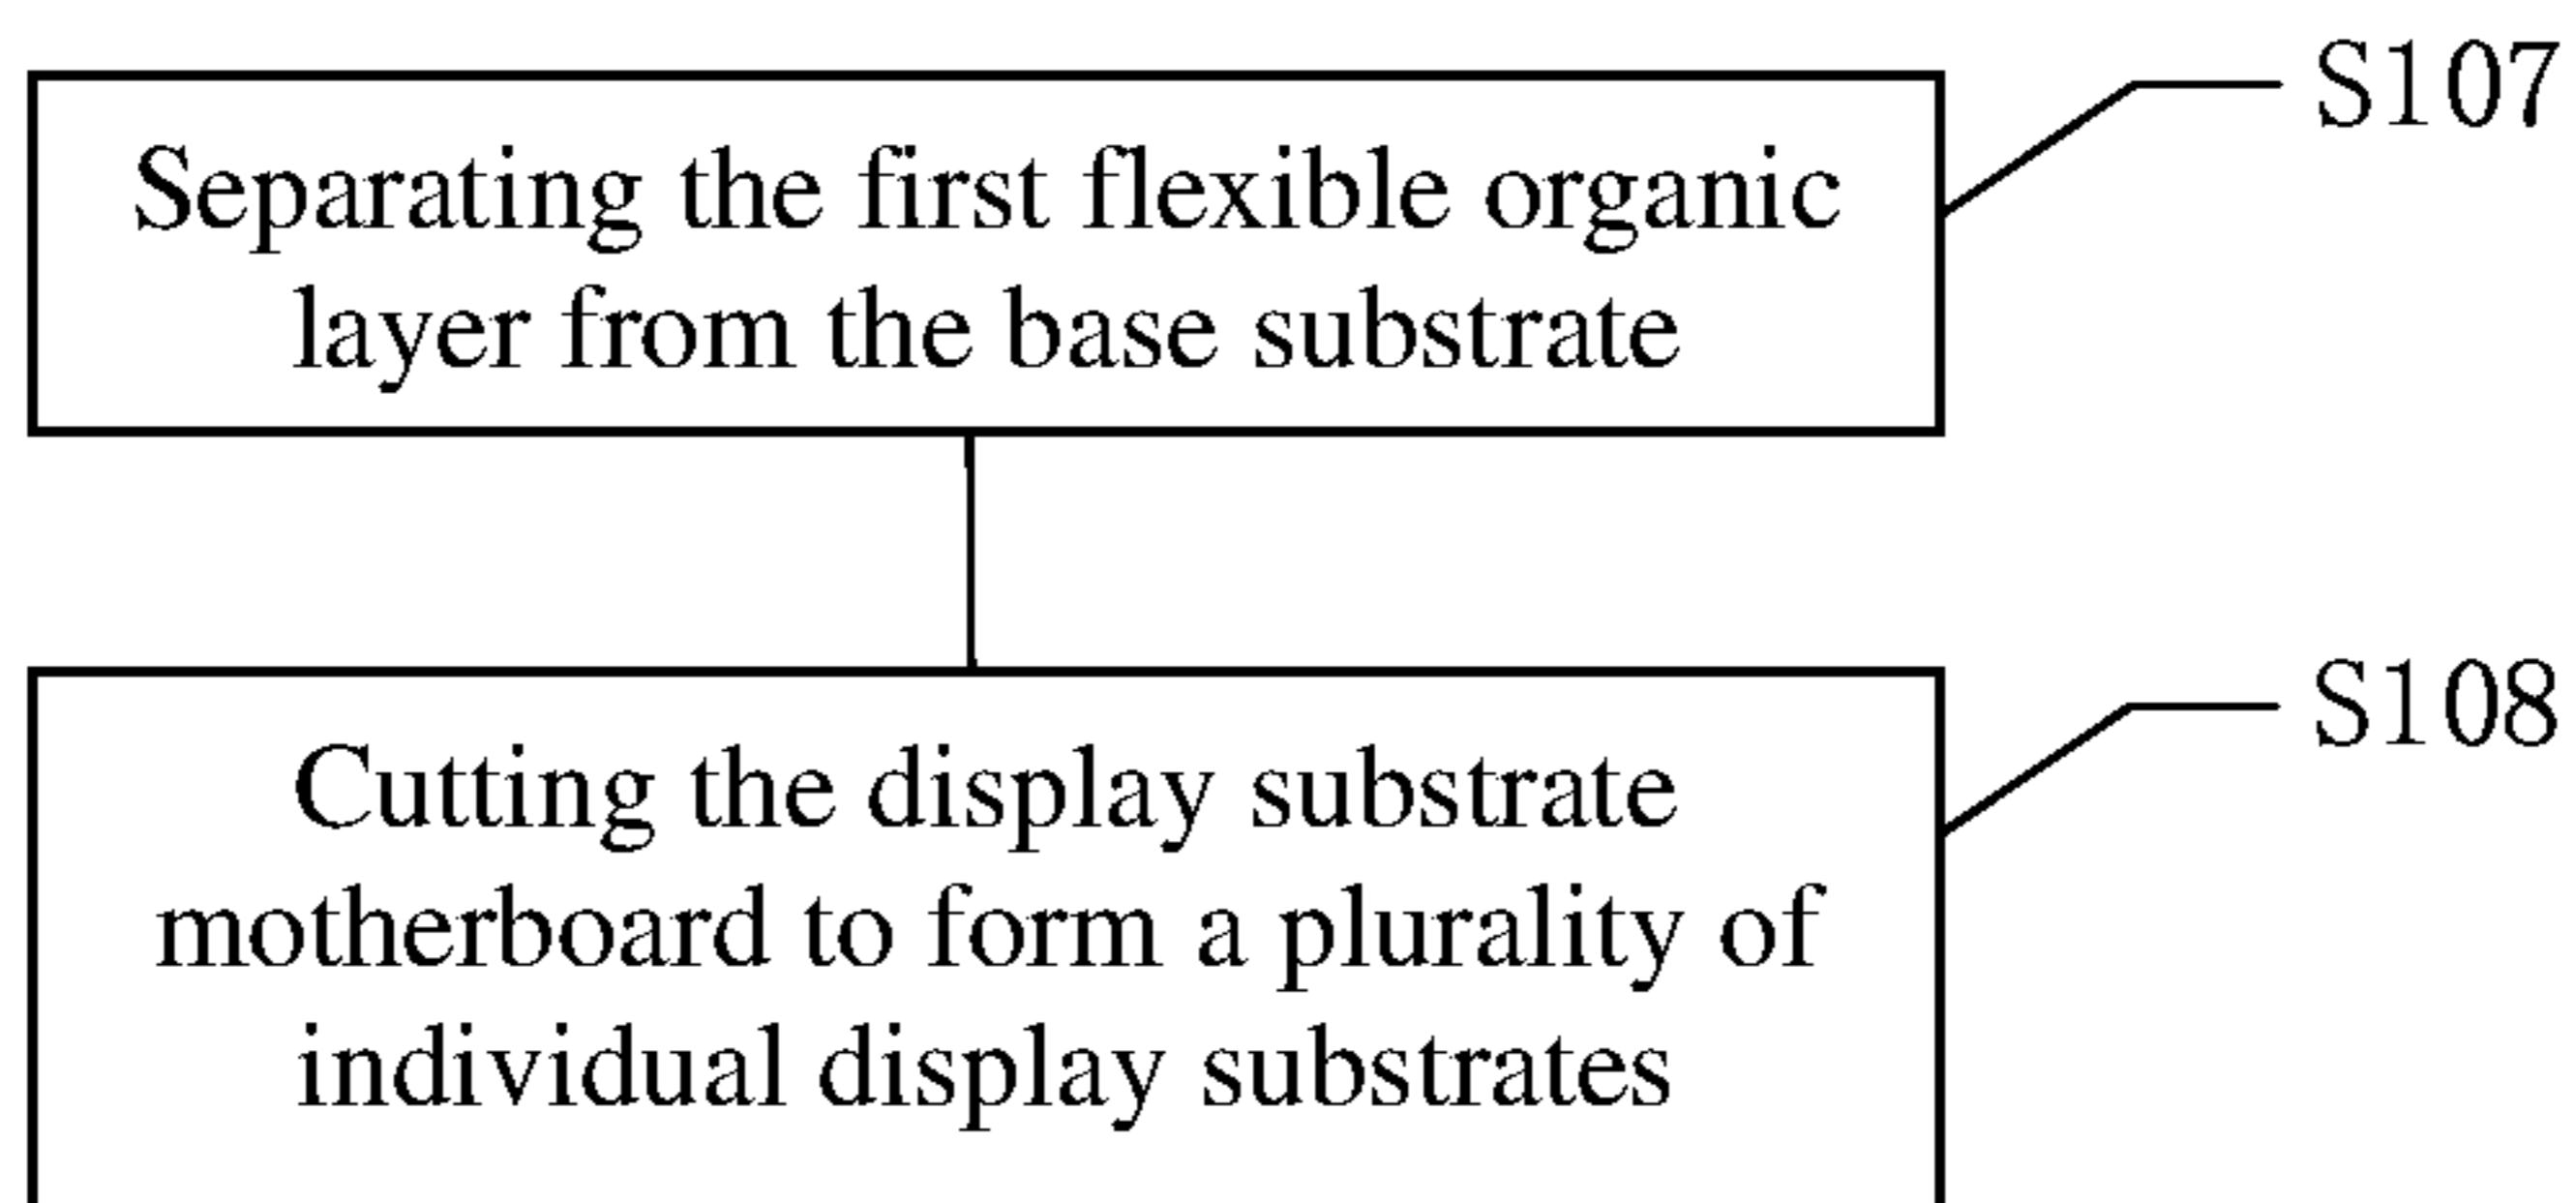 S107
Separating the first flexible organic
layer from the base substrate
S108
Cutting the display substrate
motherboard to form a plurality of
individual display substrates